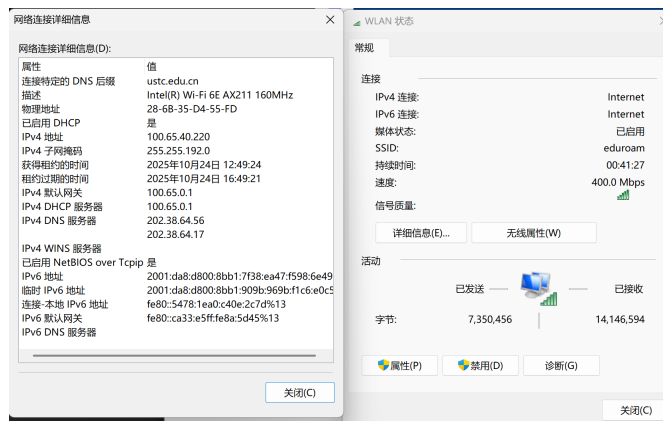 网络连接详细信息
网络连接详细信息(D):
属性 值
连接特定的 DNS 后缀 ustc.edu.cn
描述 Intel(R) Wi-Fi 6E AX211 160MHz
物理地址 28-6B-35-D4-55-FD
已启用 DHCP 是
IPv4 地址 100.65.40.220
IPv4 子网掩码 255.255.192.0
获得租约的时间 2025年10月24日 12:49:24
租约过期的时间 2025年10月24日 16:49:21
IPv4 默认网关 100.65.0.1
IPv4 DHCP 服务器 100.65.0.1
IPv4 DNS 服务器 202.38.64.56
202.38.64.17
IPv4 WINS 服务器
已启用 NetBIOS over Tcpip 是
IPv6 地址 2001:da8:d800:8bb1:7f38:ea47:f598:6e49
临时 IPv6 地址 2001:da8:d800:8bb1:909b:969b:f1c6:e0c5
连接-本地 IPv6 地址 fe80::5478:1ea0:c40e:2c7d%13
IPv6 默认网关 fe80::ca33:e5ff:fe8a:5d45%13
IPv6 DNS 服务器
关闭(C)
WLAN 状态
常规
连接
IPv4 连接: Internet
IPv6 连接: Internet
媒体状态: 已启用
SSID: eduroam
持续时间: 00:41:27
速度: 400.0 Mbps
信号质量:
详细信息(E)... 无线属性(W)
活动
已发送 已接收
字节: 7,350,456 14,146,594
属性(P) 禁用(D) 诊断(G)
关闭(C)